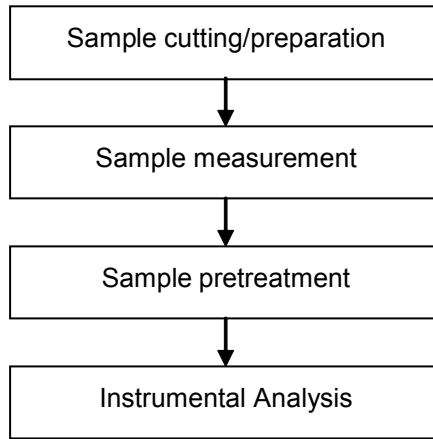 Sample cutting/preparation
Sample measurement
Sample pretreatment
Instrumental Analysis